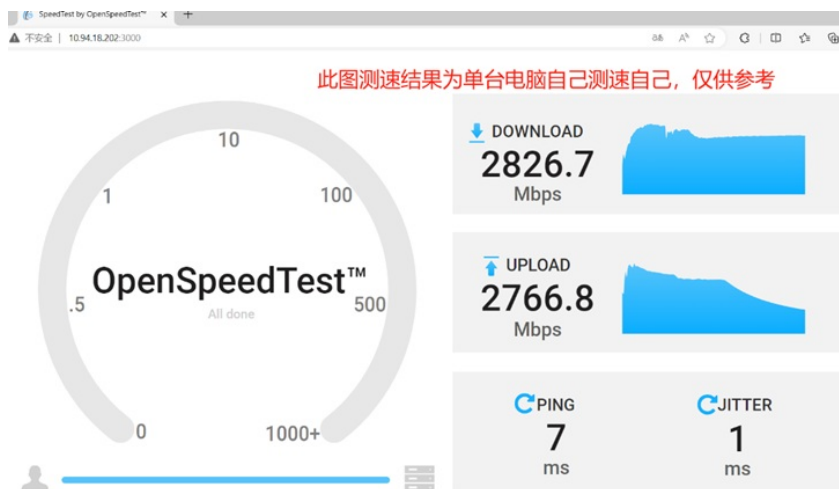 SpeedTest by OpenSpeedTest™
不安全 | 10.94.18.202:3000
此图测速结果为单台电脑自己测速自己，仅供参考
DOWNLOAD
2826.7
Mbps
10
1
100
OpenSpeedTest™
.5
500
All done
UPLOAD
2766.8
Mbps
0
1000+
PING
JITTER
7
1
ms
ms